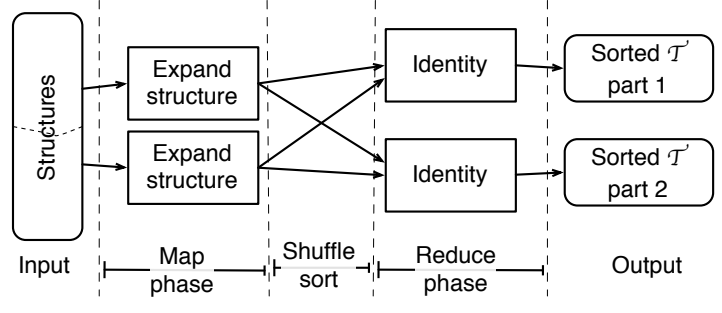 Structures
Expand
structure
Expand
structure
Identity
Identity
Sorted 𝒯
part 1
Sorted 𝒯
part 2
Input
Map
phase
Shuffle
sort
Reduce
phase
Output